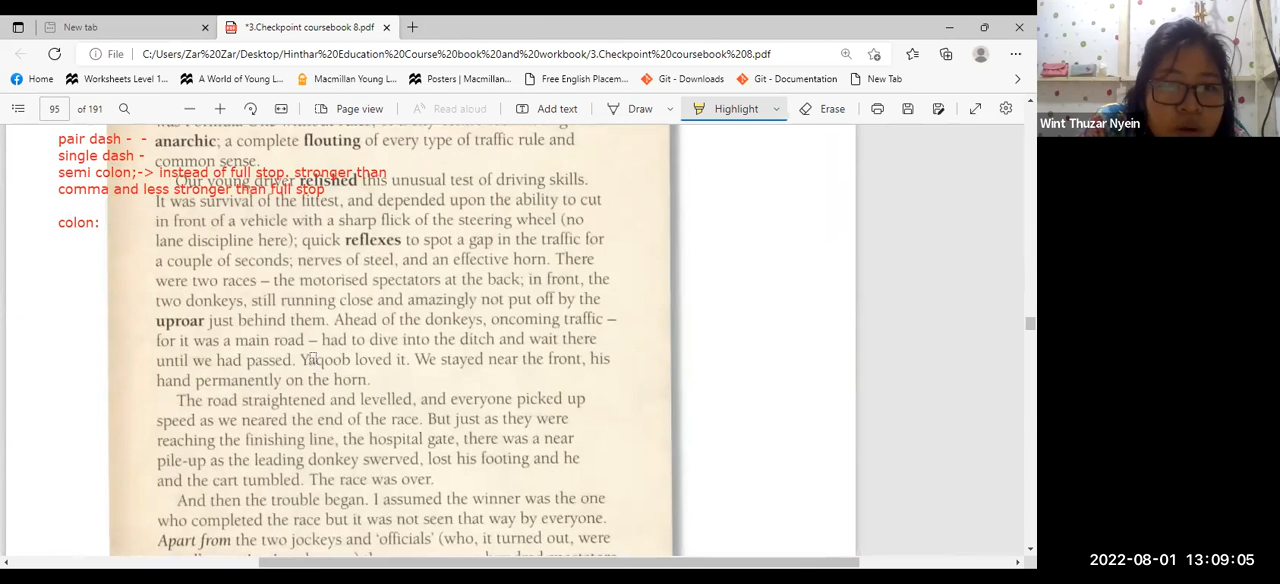 New tab
*3.Checkpoint coursebook 8.pdf
File
C:/Users/Zar%20Zar/Desktop/Hinthar%20Education%20Course%20book%20and%20workbook/3.Checkpoint%20coursebook%208.pdf
Home
Worksheets Level 1...
A World of Young L...
Macmillan Young L...
Posters | Macmillan...
Free English Placem...
Git - Downloads
Git - Documentation
New Tab
95 of 191
Page view
Read aloud
Add text
Draw
Highlight
Erase
Wint Thuzar Nyein
pair dash - -
single dash -
semi colon;-> instead of full stop. stronger than
comma and less stronger than full stop
colon:
anarchic; a complete flouting of every type of traffic rule and
common sense.
Our young driver relished this unusual test of driving skills.
It was survival of the fittest, and depended upon the ability to cut
in front of a vehicle with a sharp flick of the steering wheel (no
lane discipline here); quick reflexes to spot a gap in the traffic for
a couple of seconds; nerves of steel, and an effective horn. There
were two races – the motorised spectators at the back; in front, the
two donkeys, still running close and amazingly not put off by the
uproar just behind them. Ahead of the donkeys, oncoming traffic –
for it was a main road – had to dive into the ditch and wait there
until we had passed. Yaqoob loved it. We stayed near the front, his
hand permanently on the horn.
The road straightened and levelled, and everyone picked up
speed as we neared the end of the race. But just as they were
reaching the finishing line, the hospital gate, there was a near
pile-up as the leading donkey swerved, lost his footing and he
and the cart tumbled. The race was over.
And then the trouble began. I assumed the winner was the one
who completed the race but it was not seen that way by everyone.
Apart from the two jockeys and 'officials' (who, it turned out, were
2022-08-01 13:09:05